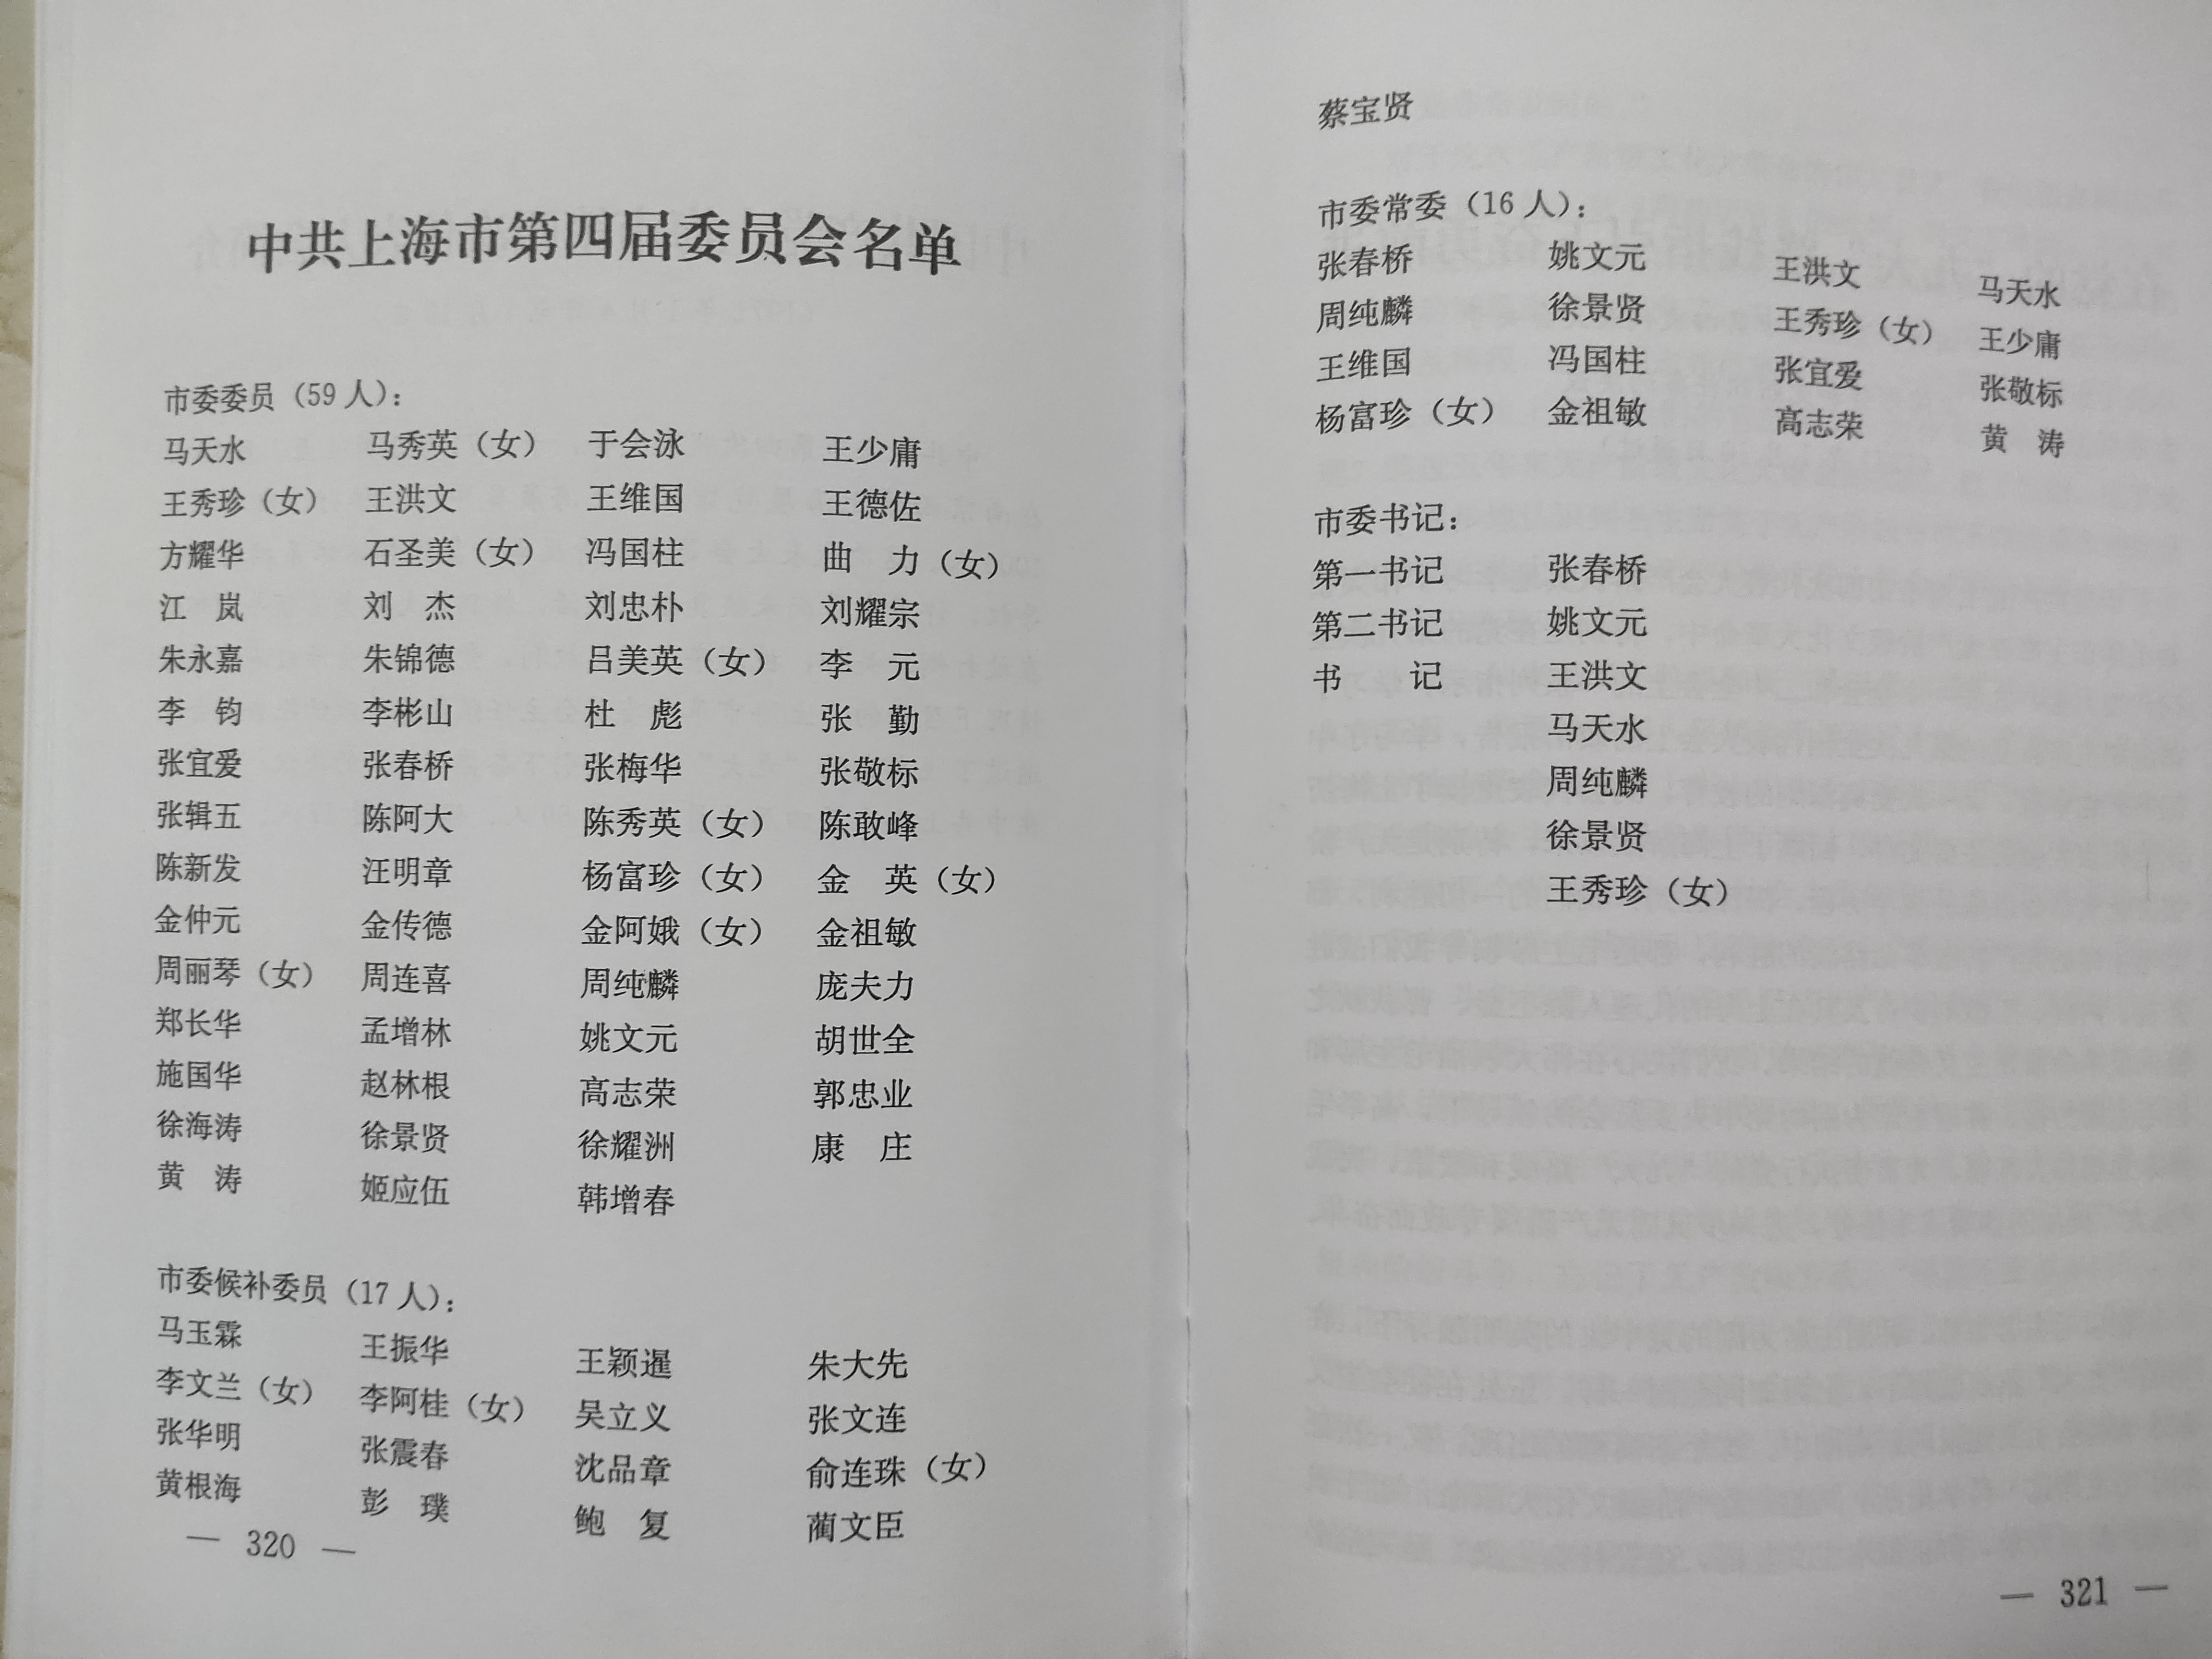 中共上海市第四届委员会名单
市委委员（59人）：
马天水 马秀英（女） 于会泳 王少庸
王秀珍（女） 王洪文 王维国 王德佐
方耀华 石圣美（女） 冯国柱 曲　力（女）
江　岚 刘　杰 刘忠朴 刘耀宗
朱永嘉 朱锦德 吕美英（女） 李　元
李　钧 李彬山 杜　彪 张　勤
张宜爱 张春桥 张梅华 张敬标
张辑五 陈阿大 陈秀英（女） 陈敢峰
陈新发 汪明章 杨富珍（女） 金　英（女）
金仲元 金传德 金阿娥（女） 金祖敏
周丽琴（女） 周连喜 周纯麟 庞夫力
郑长华 孟增林 姚文元 胡世全
施国华 赵林根 高志荣 郭忠业
徐海涛 徐景贤 徐耀洲 康　庄
黄　涛 姬应伍 韩增春
市委候补委员（17人）：
马玉霖 王振华 王颖暹 朱大先
李文兰（女） 李阿桂（女） 吴立义 张文连
张华明 张震春 沈品章 俞连珠（女）
黄根海 彭　璞 鲍　复 蔺文臣
— 320 —
蔡宝贤
市委常委（16人）：
张春桥 姚文元 王洪文 马天水
周纯麟 徐景贤 王秀珍（女） 王少庸
王维国 冯国柱 张宜爱 张敬标
杨富珍（女） 金祖敏 高志荣 黄　涛
市委书记：
第一书记 张春桥
第二书记 姚文元
书　　记 王洪文
马天水
周纯麟
徐景贤
王秀珍（女）
— 321 —